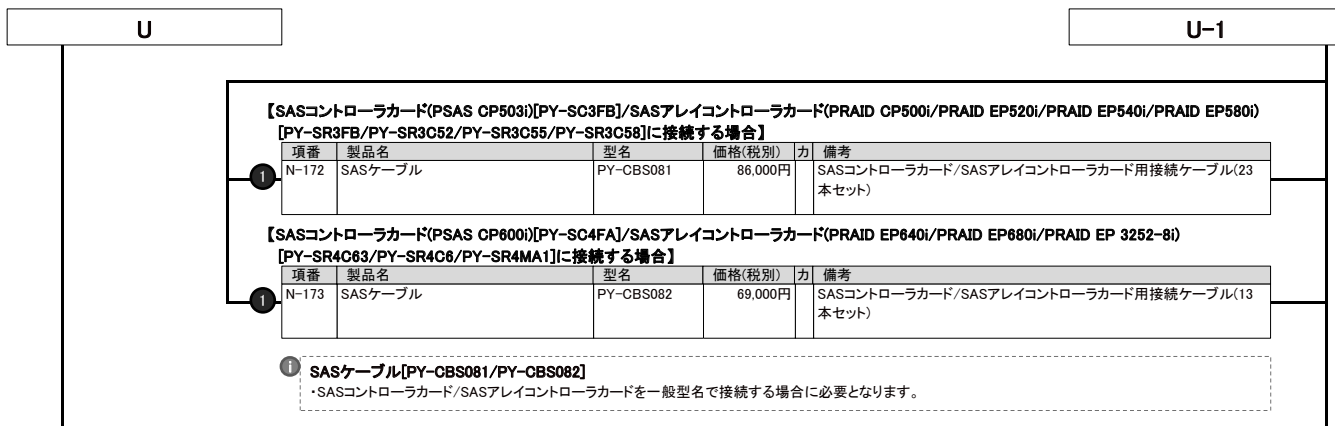 U
U-1
【SASコントローラカード(PSAS CP503i)[PY-SC3FB]/SASアレイコントローラカード(PRAID CP500i/PRAID EP520i/PRAID EP540i/PRAID EP580i)
[PY-SR3FB/PY-SR3C52/PY-SR3C55/PY-SR3C58]に接続する場合】
項番 製品名 型名 価格(税別) カ 備考
1 N-172 SASケーブル PY-CBS081 86,000円 SASコントローラカード/SASアレイコントローラカード用接続ケーブル(23
本セット)
【SASコントローラカード(PSAS CP600i)[PY-SC4FA]/SASアレイコントローラカード(PRAID EP640i/PRAID EP680i/PRAID EP 3252-8i)
[PY-SR4C63/PY-SR4C6/PY-SR4MA1]に接続する場合】
項番 製品名 型名 価格(税別) カ 備考
1 N-173 SASケーブル PY-CBS082 69,000円 SASコントローラカード/SASアレイコントローラカード用接続ケーブル(13
本セット)
i SASケーブル[PY-CBS081/PY-CBS082]
・SASコントローラカード/SASアレイコントローラカードを一般型名で接続する場合に必要となります。